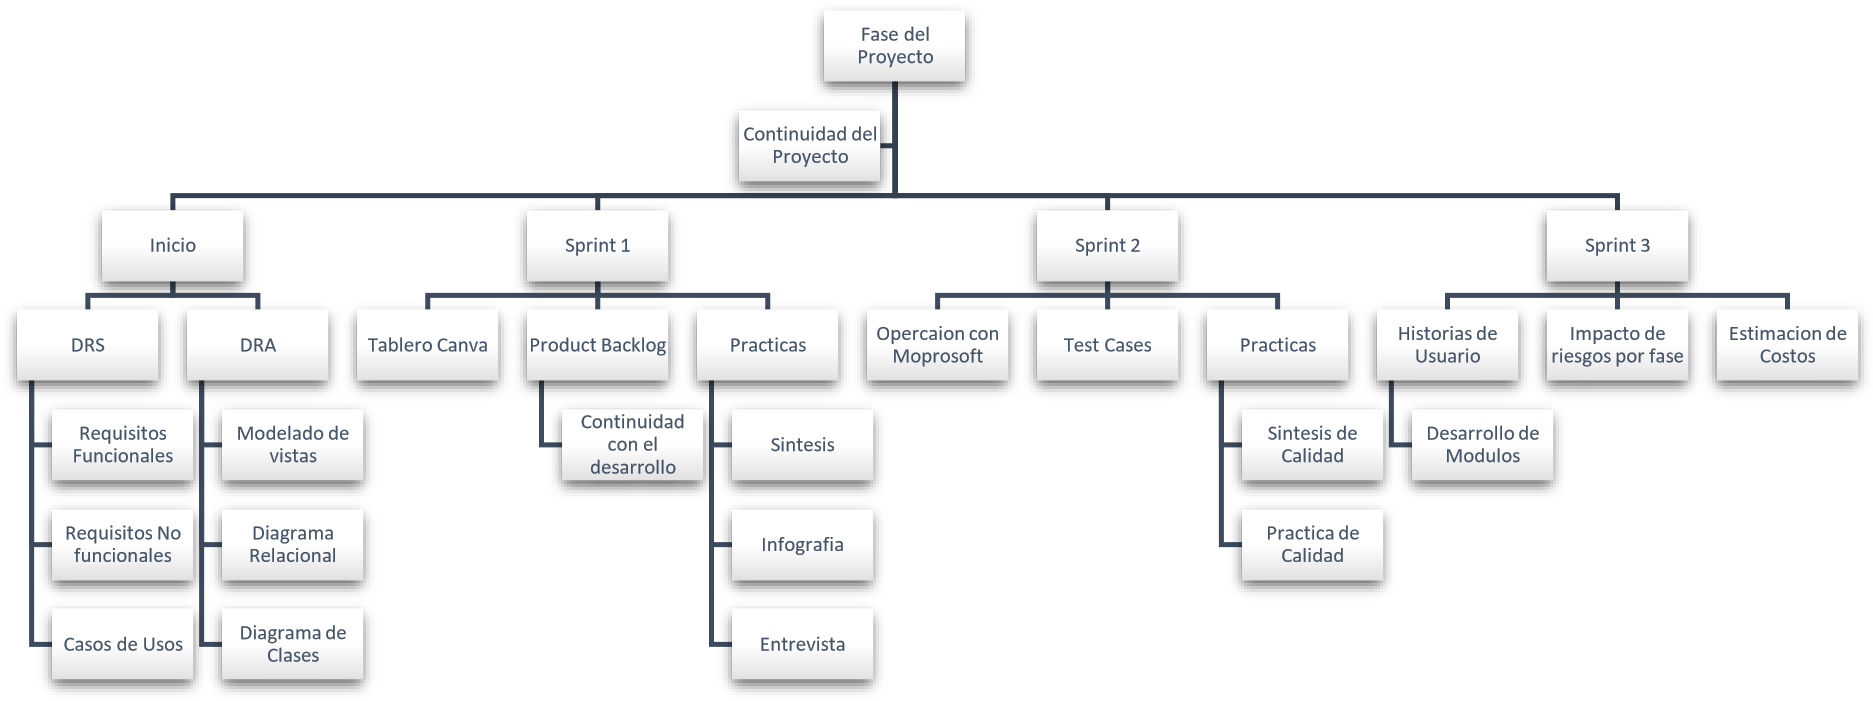 Fase del
Proyecto
Continuidad del
Proyecto
Inicio
Sprint 1
Sprint 2
Sprint 3
DRS
DRA
Tablero Canva
Product Backlog
Practicas
Opercaion con
Moprosoft
Test Cases
Practicas
Historias de
Usuario
Impacto de
riesgos por fase
Estimacion de
Costos
Requisitos
Funcionales
Modelado de
vistas
Continuidad
con el
desarrollo
Sintesis
Sintesis de
Calidad
Desarrollo de
Modulos
Requisitos No
funcionales
Diagrama
Relacional
Infografia
Practica de
Calidad
Casos de Usos
Diagrama de
Clases
Entrevista